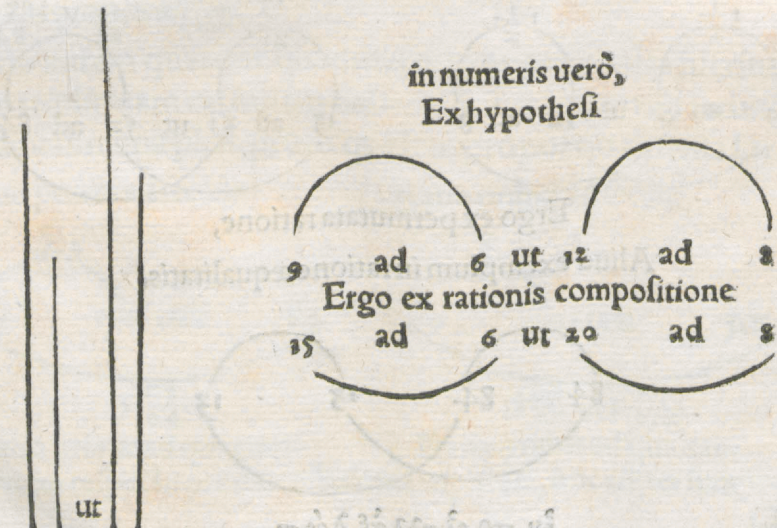 in numeris uerò,
Ex hypothesi
9 ad 6 ut 12 ad 8
Ergo ex rationis compositione
15 ad 6 ut 20 ad 8
ut